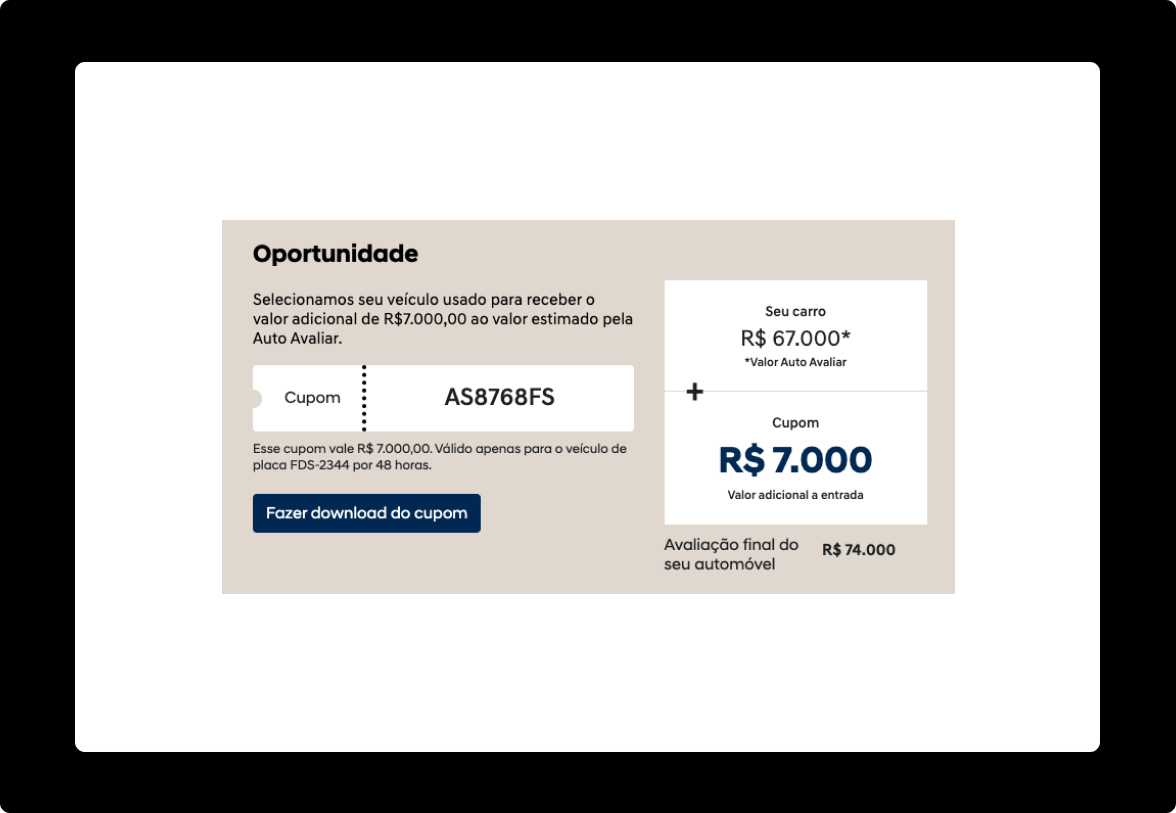 Oportunidade
Selecionamos seu veículo usado para receber o
valor adicional de R$7.000,00 ao valor estimado pela
Auto Avaliar.
Cupom
AS8768FS
Esse cupom vale R$ 7.000,00. Válido apenas para o veículo de
placa FDS-2344 por 48 horas.
Fazer download do cupom
Seu carro
R$ 67.000*
*Valor Auto Avaliar
+
Cupom
R$ 7.000
Valor adicional a entrada
Avaliação final do
seu automóvel
R$ 74.000